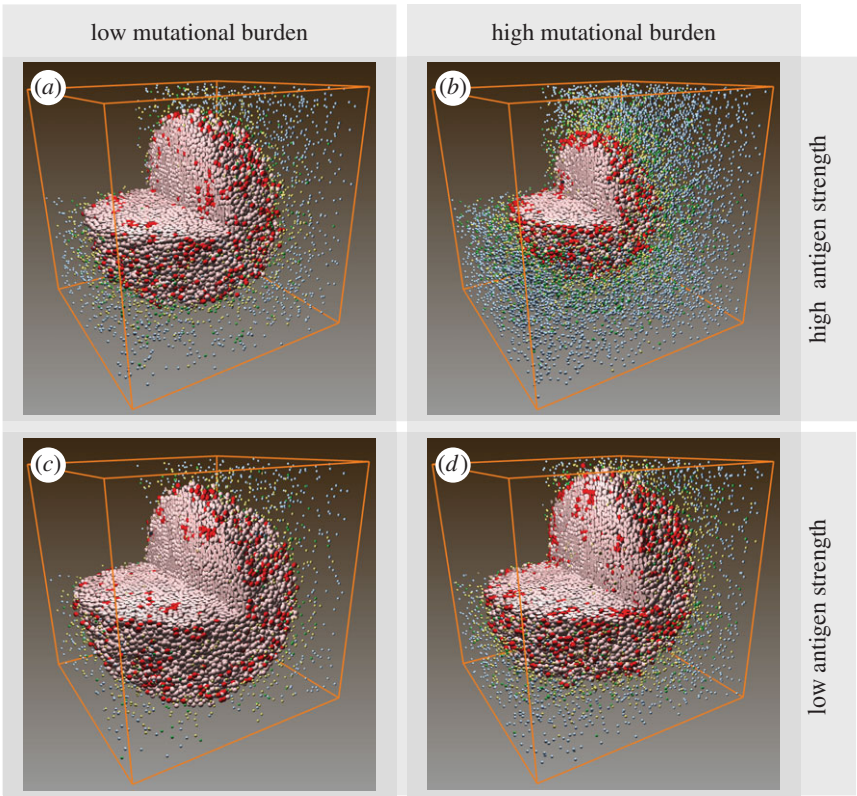 low mutational burden
high mutational burden
(a)
(b)
high antigen strength
(c)
(d)
low antigen strength